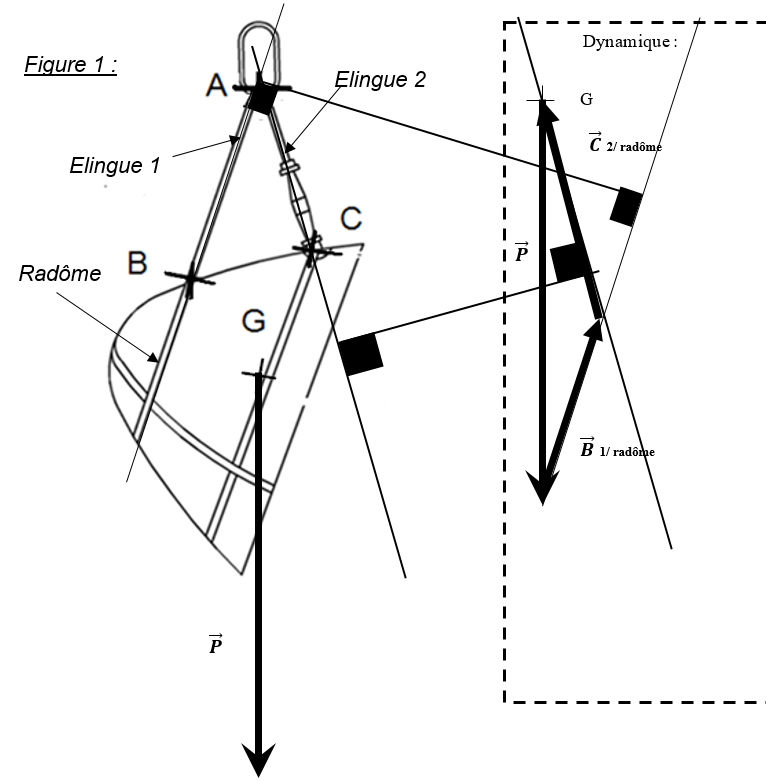 Figure 1 :
A
Elingue 2
Elingue 1
B
C
Radôme
G
P
Dynamique :
G
C 2/ radôme
P
B 1/ radôme